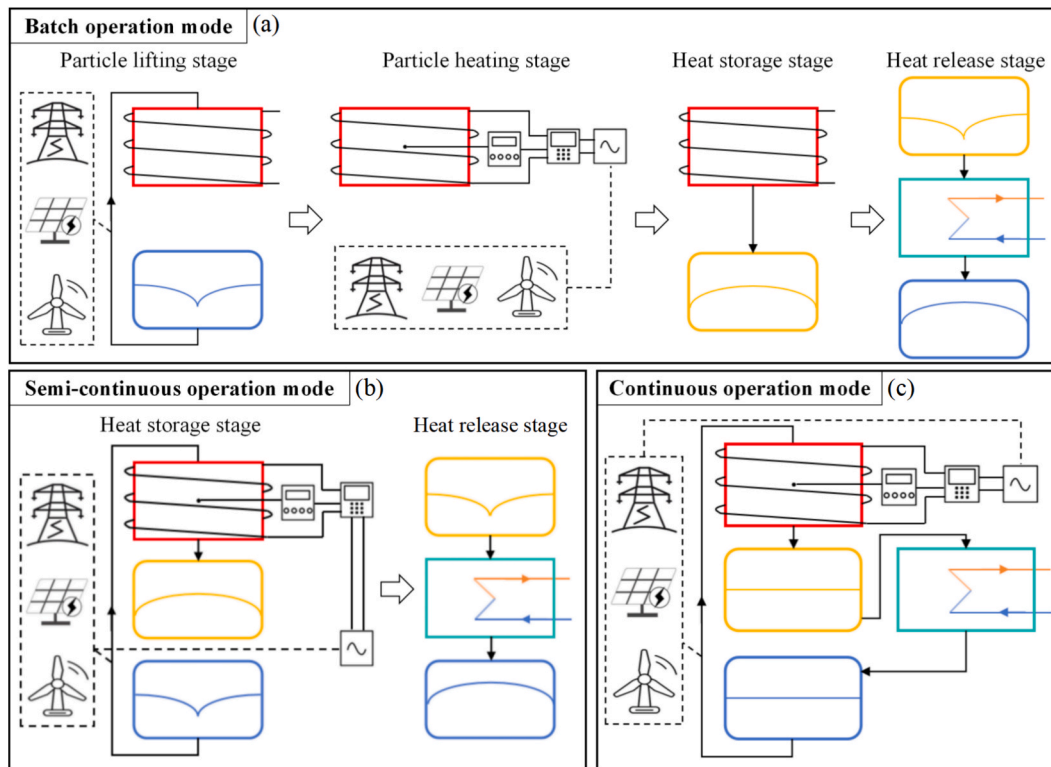 Batch operation mode (a)
Particle lifting stage
Particle heating stage
Heat storage stage
Heat release stage
Semi-continuous operation mode (b)
Heat storage stage
Heat release stage
Continuous operation mode (c)